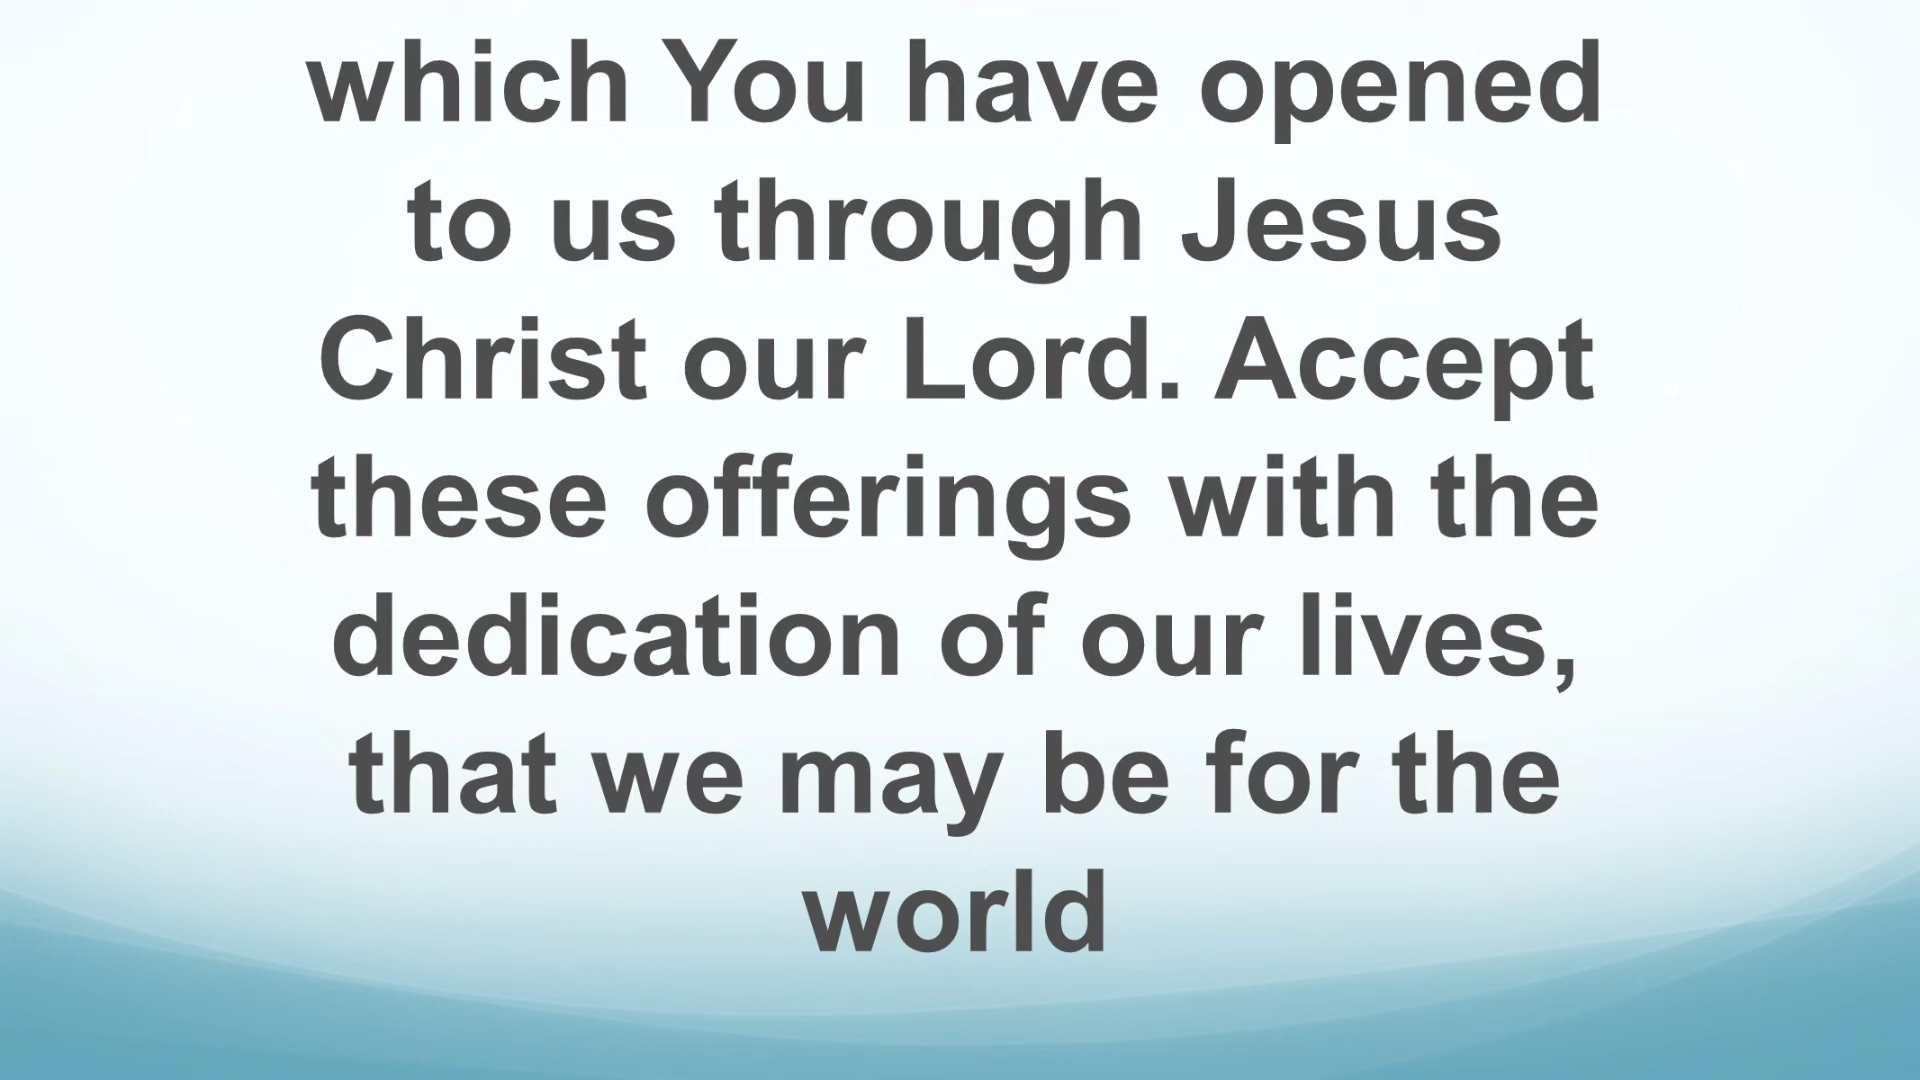 which You have opened
to us through Jesus
Christ our Lord. Accept
these offerings with the
dedication of our lives,
that we may be for the
world